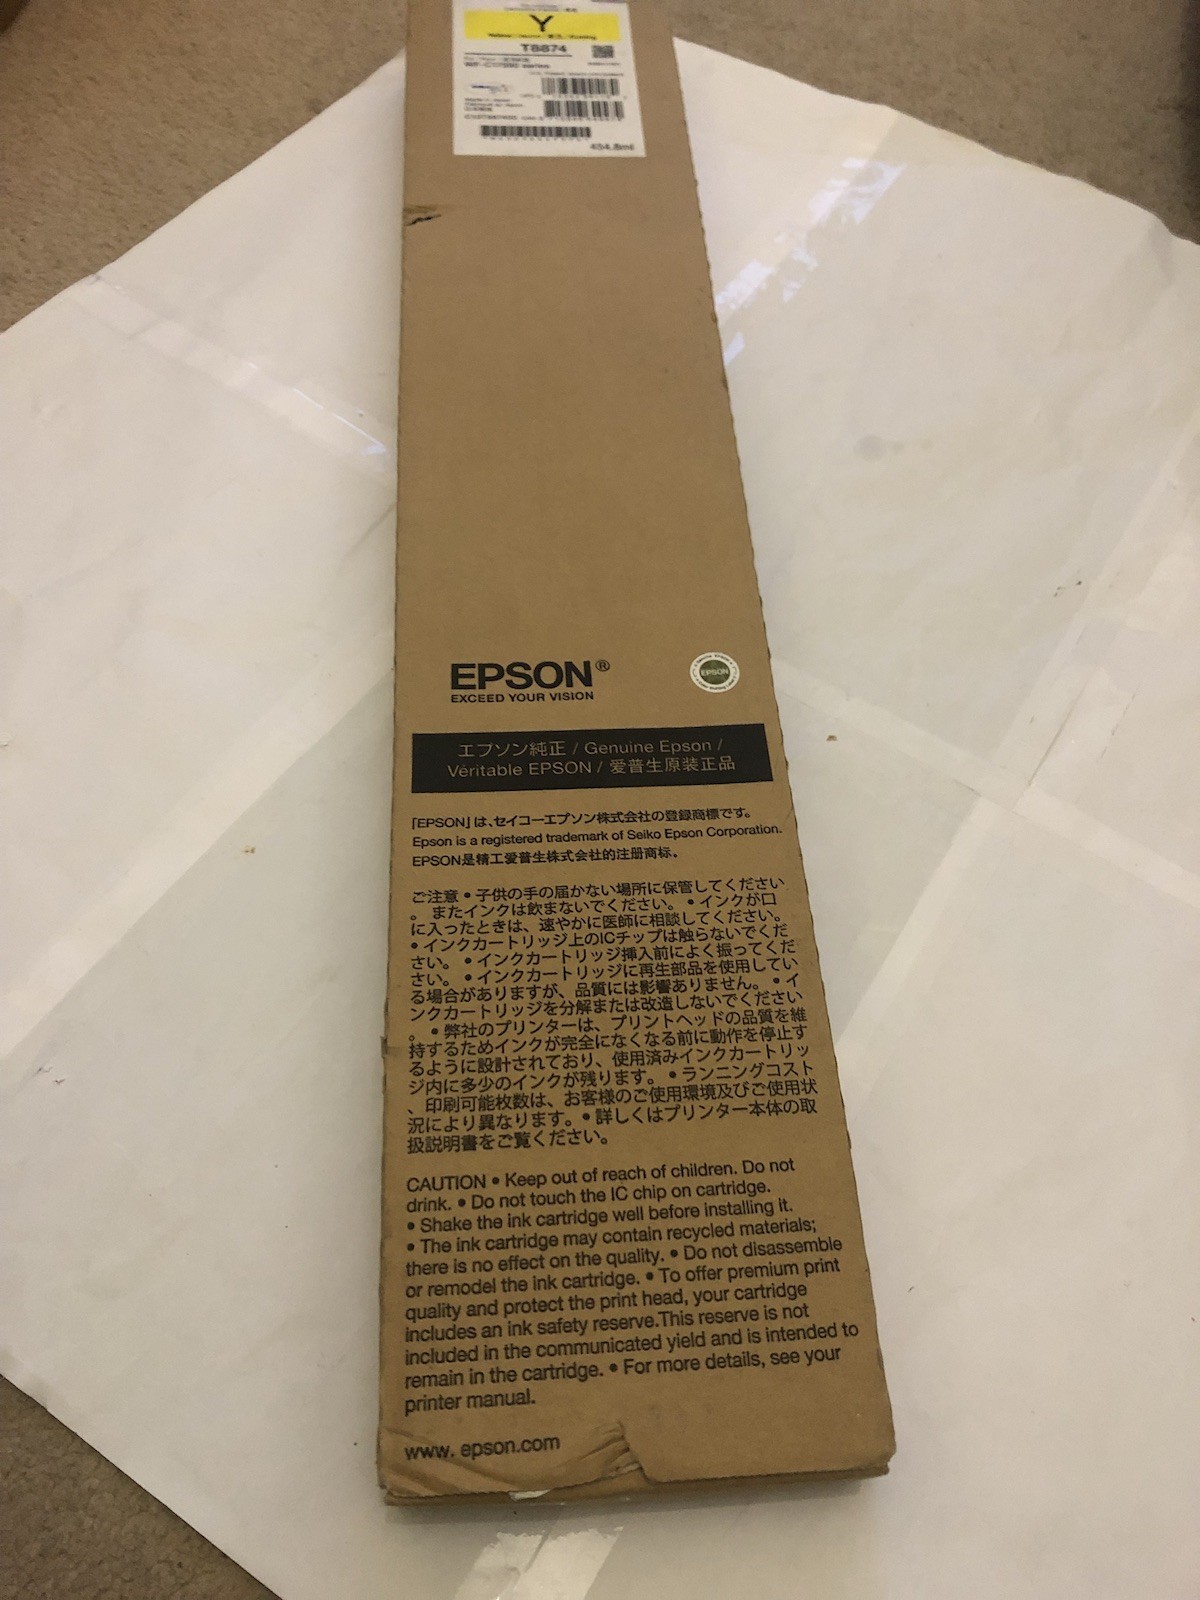 Y
T8874
WF-C17590 series
454.8ml
EPSON®
EXCEED YOUR VISION
EPSON
エプソン純正 / Genuine Epson /
Véritable EPSON / 爱普生原装正品
「EPSON」は、セイコーエプソン株式会社の登録商標です。
Epson is a registered trademark of Seiko Epson Corporation.
EPSON是精工爱普生株式会社的注册商标。
ご注意 • 子供の手の届かない場所に保管してください
。またインクは飲まないでください。 • インクが口
に入ったときは、速やかに医師に相談してください。
• インクカートリッジ上のICチップは触らないでくだ
さい。 • インクカートリッジ挿入前によく振ってくだ
さい。 • インクカートリッジに再生部品を使用してい
る場合がありますが、品質には影響ありません。 • イ
ンクカートリッジを分解または改造しないでください
。 • 弊社のプリンターは、プリントヘッドの品質を維
持するためインクが完全になくなる前に動作を停止す
るように設計されており、使用済みインクカートリッ
ジ内に多少のインクが残ります。 • ランニングコスト
、印刷可能枚数は、お客様のご使用環境及びご使用状
況により異なります。 • 詳しくはプリンター本体の取
扱説明書をご覧ください。
CAUTION • Keep out of reach of children. Do not
drink. • Do not touch the IC chip on cartridge.
• Shake the ink cartridge well before installing it.
• The ink cartridge may contain recycled materials;
there is no effect on the quality. • Do not disassemble
or remodel the ink cartridge. • To offer premium print
quality and protect the print head, your cartridge
includes an ink safety reserve.This reserve is not
included in the communicated yield and is intended to
remain in the cartridge. • For more details, see your
printer manual.
www. epson.com